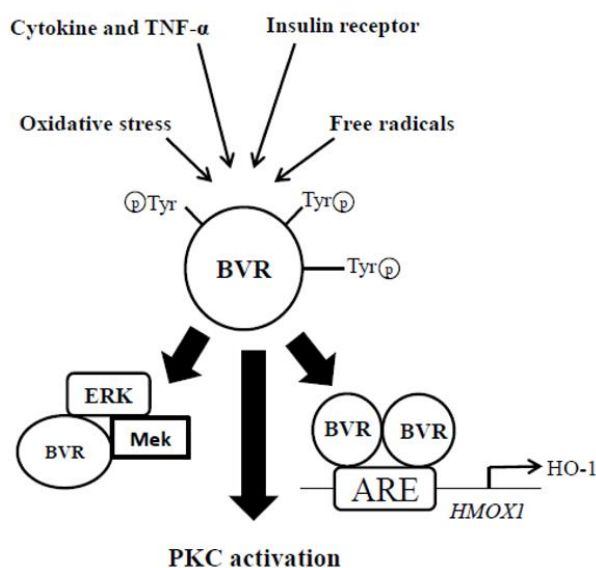 Cytokine and TNF-α
Insulin receptor
Oxidative stress
Free radicals
pTyr
Tyrp
BVR
Tyrp
ERK
BVR
Mek
BVR
BVR
ARE
HO-1
HMOX1
PKC activation